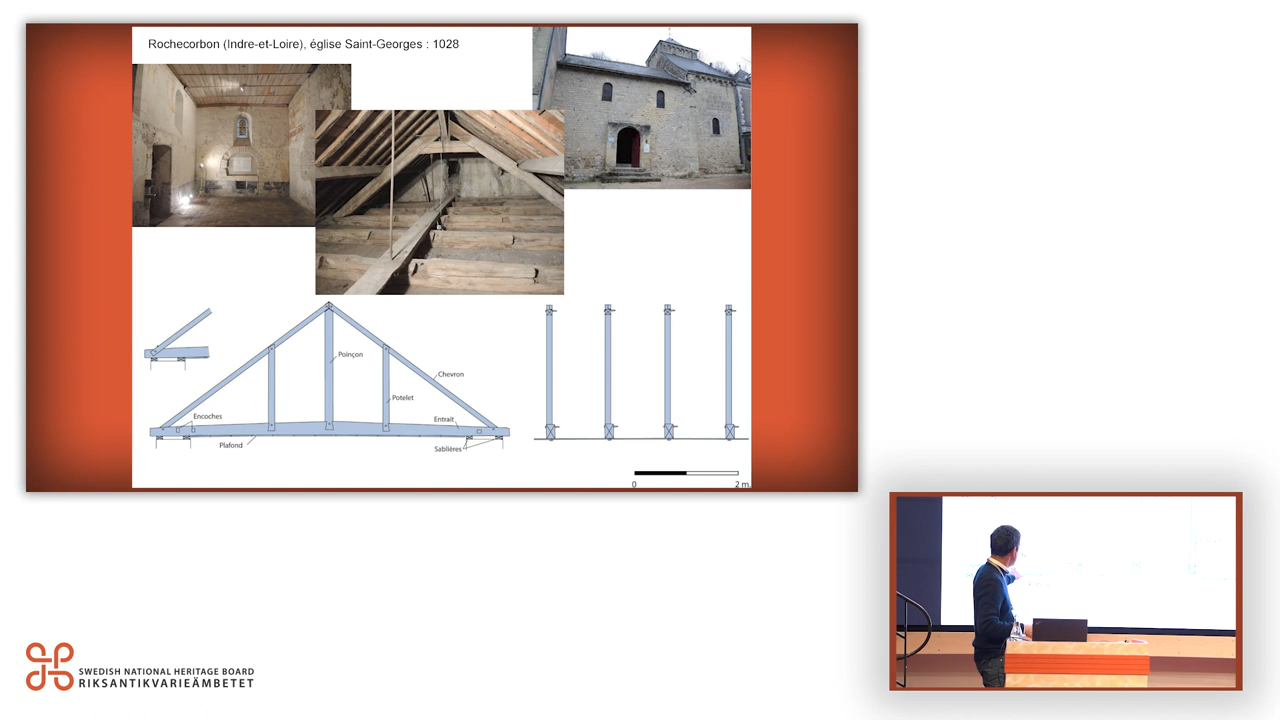 Rochecorbon (Indre-et-Loire), église Saint-Georges : 1028
Poinçon
Chevron
Potelet
Encoches
Entrait
Plafond
Sablières
0
2 m
SWEDISH NATIONAL HERITAGE BOARD
RIKSANTIKVARIEÄMBETET